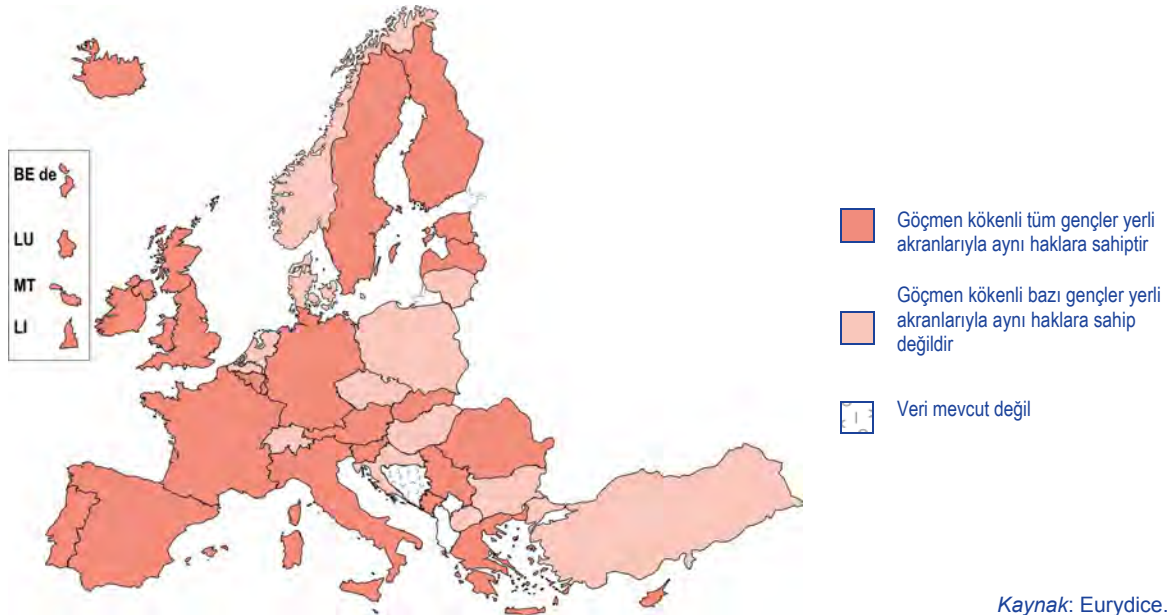 BE de
LU
MT
LI
Göçmen kökenli tüm gençler yerli
akranlarıyla aynı haklara sahiptir
Göçmen kökenli bazı gençler yerli
akranlarıyla aynı haklara sahip
değildir
Veri mevcut değil
Kaynak: Eurydice.